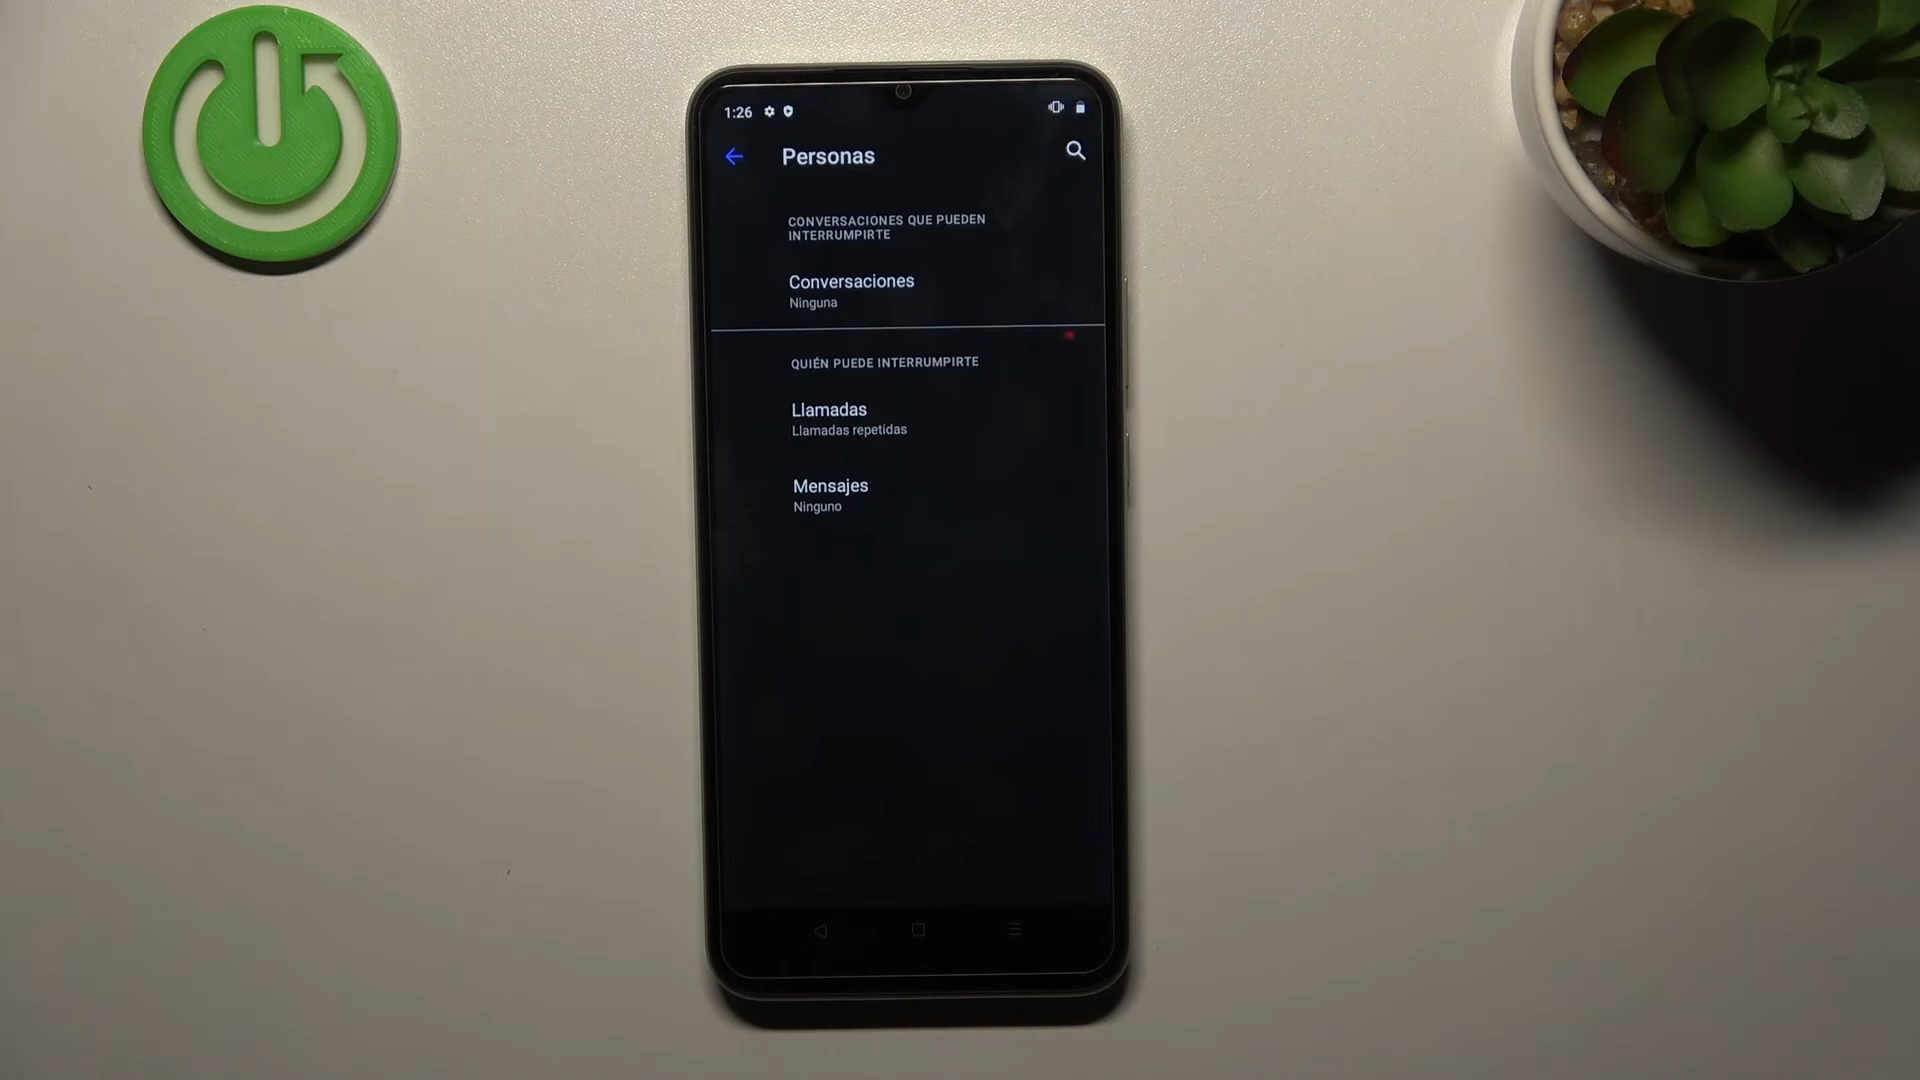 1:26
Personas
CONVERSACIONES QUE PUEDEN
INTERRUMPIRTE
Conversaciones
Ninguna
QUIÉN PUEDE INTERRUMPIRTE
Llamadas
Llamadas repetidas
Mensajes
Ninguno